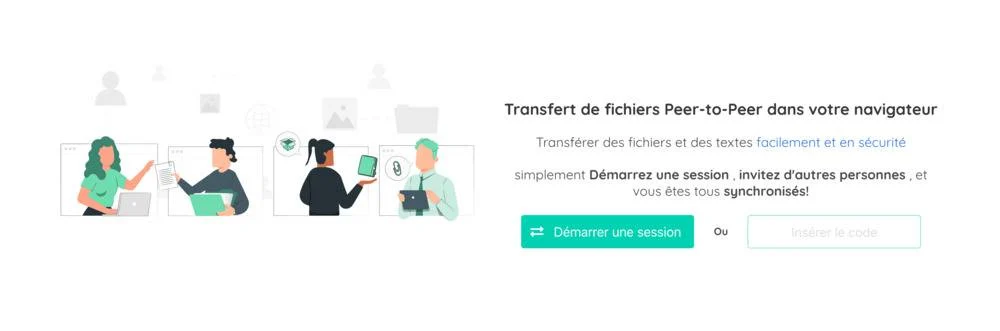 Transfert de fichiers Peer-to-Peer dans votre navigateur
Transférer des fichiers et des textes facilement et en sécurité
simplement Démarrez une session , invitez d'autres personnes , et
vous êtes tous synchronisés!
Démarrer une session
Ou
Insérer le code